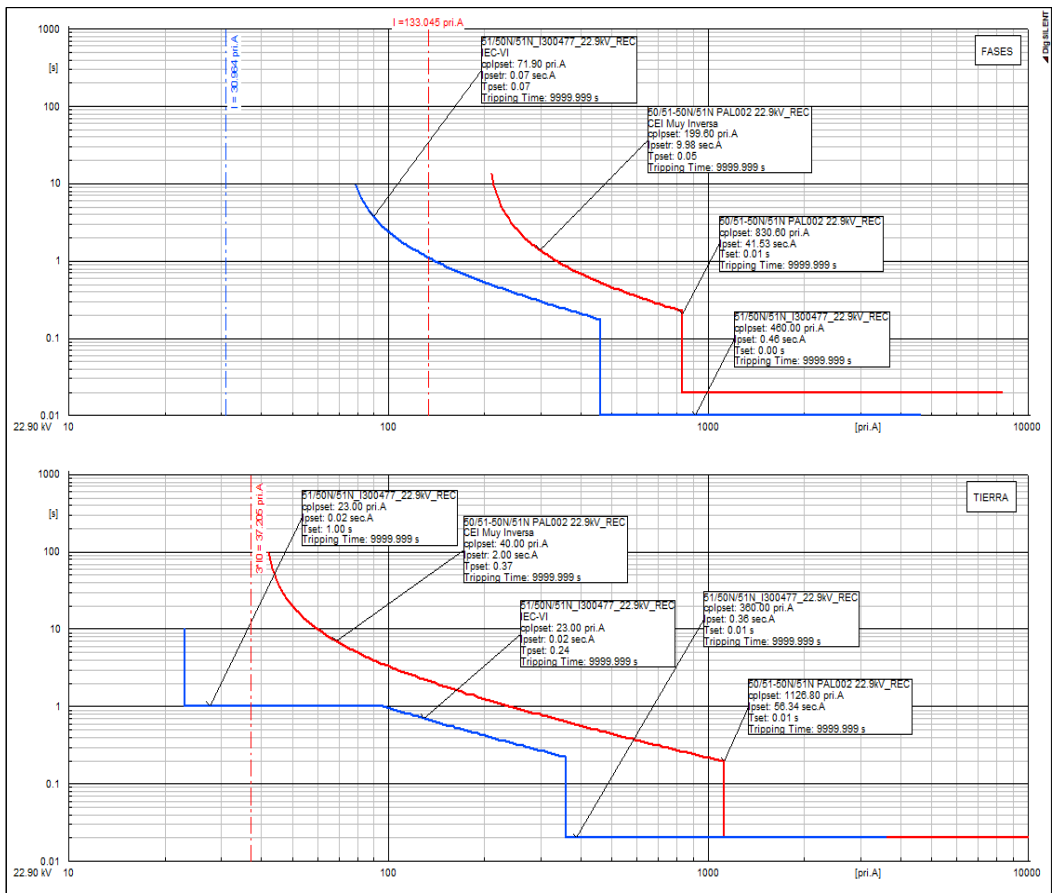 I =133.045 pri.A
1000
[s]
100
10
1
0.1
0.01
22.90 kV
10
100
1000
[pri.A]
10000
I = 30.964 pri.A
FASES
DIgSILENT
51/50N/51N_I300477_22.9kV_REC
IEC-VI
cpIpset: 71.90 pri.A
Ipsetr: 0.07 sec.A
Tpset: 0.07
Tripping Time: 9999.999 s
50/51-50N/51N PAL002 22.9kV_REC
CEI Muy Inversa
cpIpset: 199.60 pri.A
Ipsetr: 9.98 sec.A
Tpset: 0.05
Tripping Time: 9999.999 s
50/51-50N/51N PAL002 22.9kV_REC
cpIpset: 830.60 pri.A
Ipset: 41.53 sec.A
Tset: 0.01 s
Tripping Time: 9999.999 s
51/50N/51N_I300477_22.9kV_REC
cpIpset: 460.00 pri.A
Ipset: 0.46 sec.A
Tset: 0.00 s
Tripping Time: 9999.999 s
1000
[s]
100
10
1
0.1
0.01
22.90 kV
10
100
1000
[pri.A]
10000
3*I0 = 37.205 pri.A
TIERRA
51/50N/51N_I300477_22.9kV_REC
cpIpset: 23.00 pri.A
Ipset: 0.02 sec.A
Tset: 1.00 s
Tripping Time: 9999.999 s
50/51-50N/51N PAL002 22.9kV_REC
CEI Muy Inversa
cpIpset: 40.00 pri.A
Ipsetr: 2.00 sec.A
Tpset: 0.37
Tripping Time: 9999.999 s
51/50N/51N_I300477_22.9kV_REC
IEC-VI
cpIpset: 23.00 pri.A
Ipsetr: 0.02 sec.A
Tpset: 0.24
Tripping Time: 9999.999 s
51/50N/51N_I300477_22.9kV_REC
cpIpset: 360.00 pri.A
Ipset: 0.36 sec.A
Tset: 0.01 s
Tripping Time: 9999.999 s
50/51-50N/51N PAL002 22.9kV_REC
cpIpset: 1126.80 pri.A
Ipset: 56.34 sec.A
Tset: 0.01 s
Tripping Time: 9999.999 s